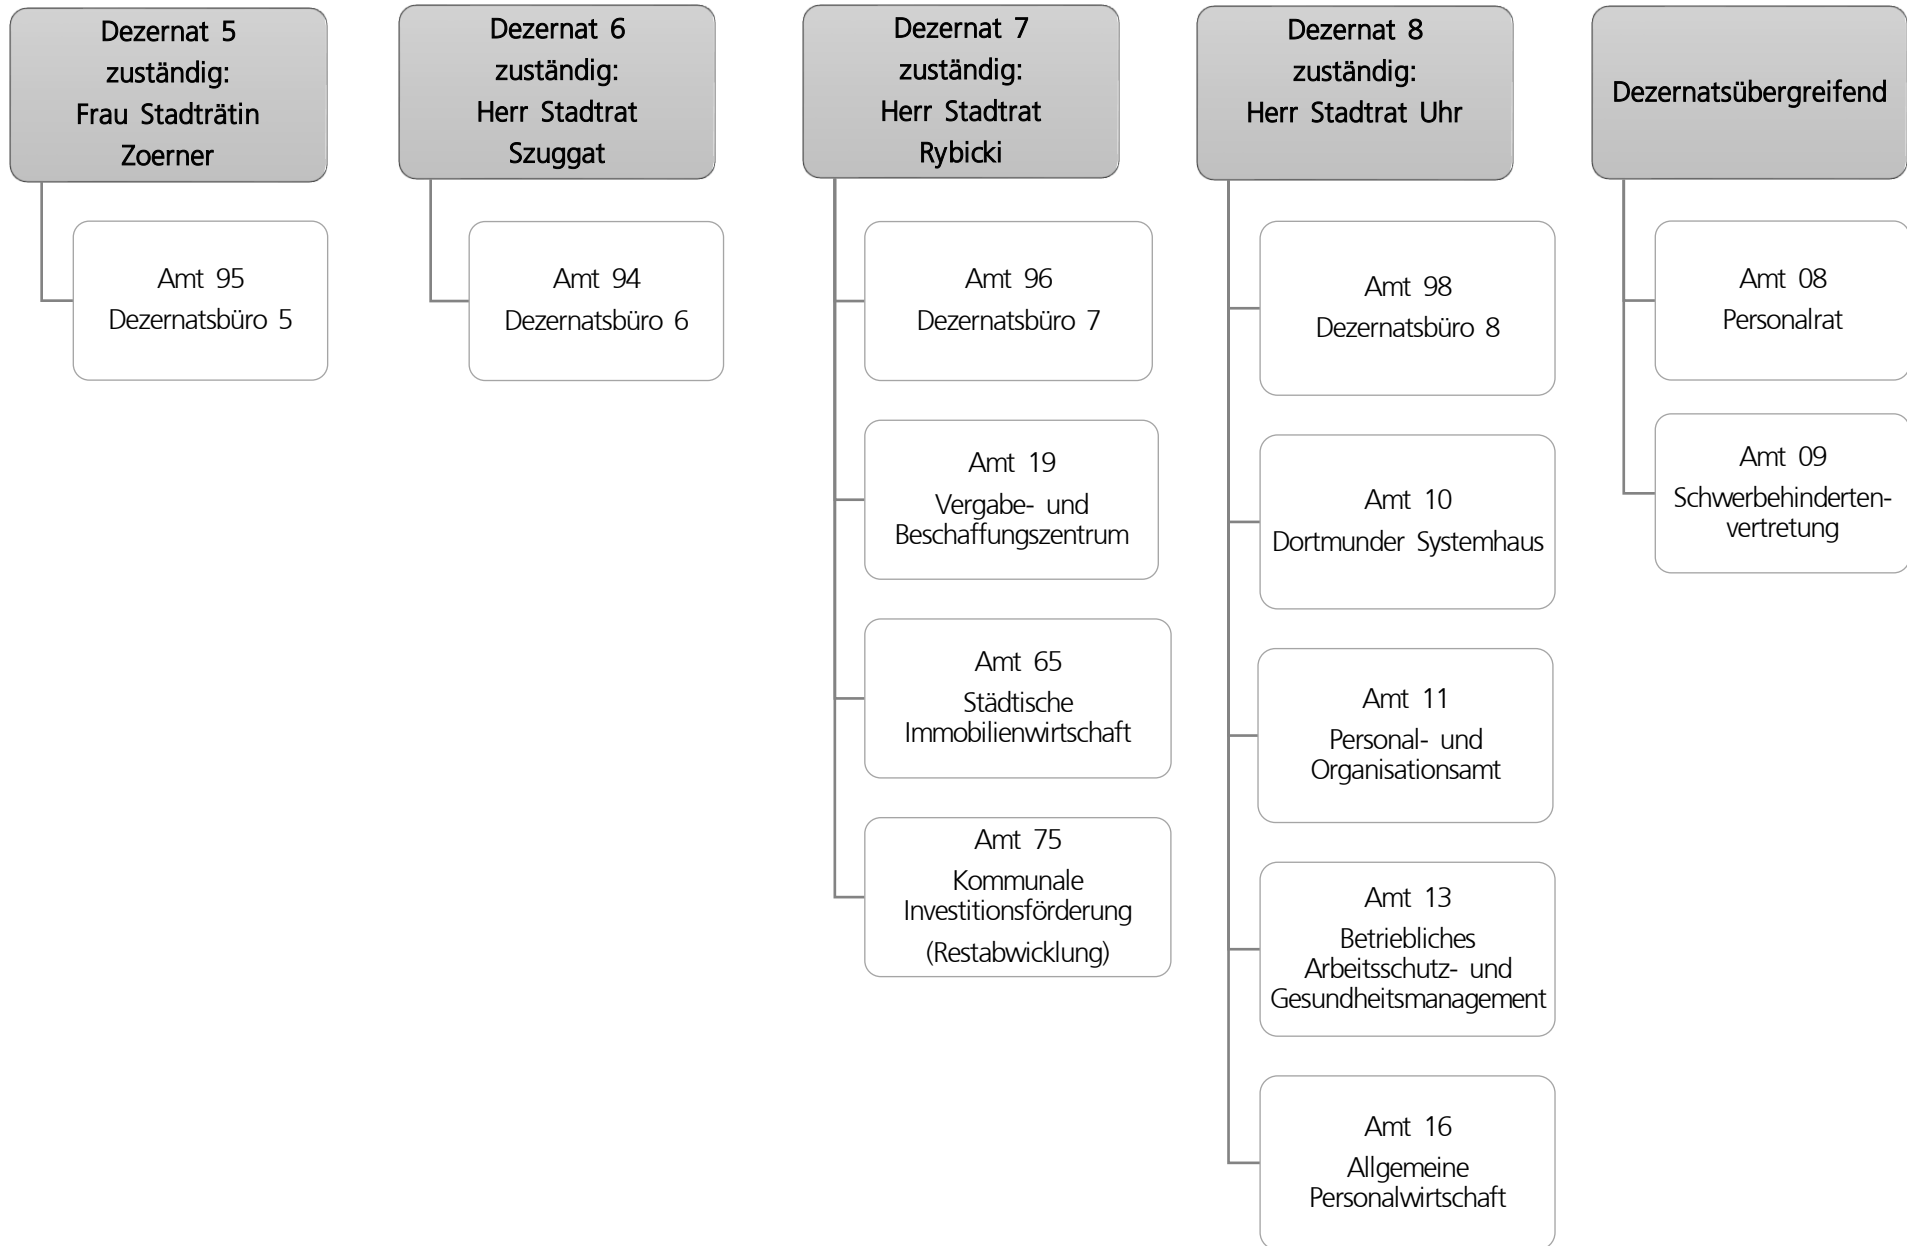 Dezernat 5
zuständig:
Frau Stadträtin
Zoerner
Amt 95
Dezernatsbüro 5
Dezernat 6
zuständig:
Herr Stadtrat
Szuggat
Amt 94
Dezernatsbüro 6
Dezernat 7
zuständig:
Herr Stadtrat
Rybicki
Amt 96
Dezernatsbüro 7
Amt 19
Vergabe- und
Beschaffungszentrum
Amt 65
Städtische
Immobilienwirtschaft
Amt 75
Kommunale
Investitionsförderung
(Restabwicklung)
Dezernat 8
zuständig:
Herr Stadtrat Uhr
Amt 98
Dezernatsbüro 8
Amt 10
Dortmunder Systemhaus
Amt 11
Personal- und
Organisationsamt
Amt 13
Betriebliches
Arbeitsschutz- und
Gesundheitsmanagement
Amt 16
Allgemeine
Personalwirtschaft
Dezernatsübergreifend
Amt 08
Personalrat
Amt 09
Schwerbehinderten-
vertretung